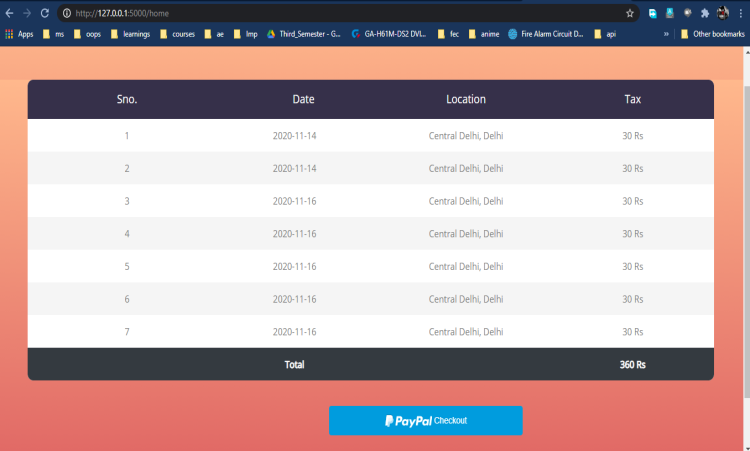 http://127.0.0.1:5000/home
Apps ms oops learnings courses ae Imp Third_Semester - G... GA-H61M-DS2 DVI... fec anime Fire Alarm Circuit D... api » Other bookmarks
Sno. Date Location Tax
1 2020-11-14 Central Delhi, Delhi 30 Rs
2 2020-11-14 Central Delhi, Delhi 30 Rs
3 2020-11-16 Central Delhi, Delhi 30 Rs
4 2020-11-16 Central Delhi, Delhi 30 Rs
5 2020-11-16 Central Delhi, Delhi 30 Rs
6 2020-11-16 Central Delhi, Delhi 30 Rs
7 2020-11-16 Central Delhi, Delhi 30 Rs
Total 360 Rs
PayPal Checkout